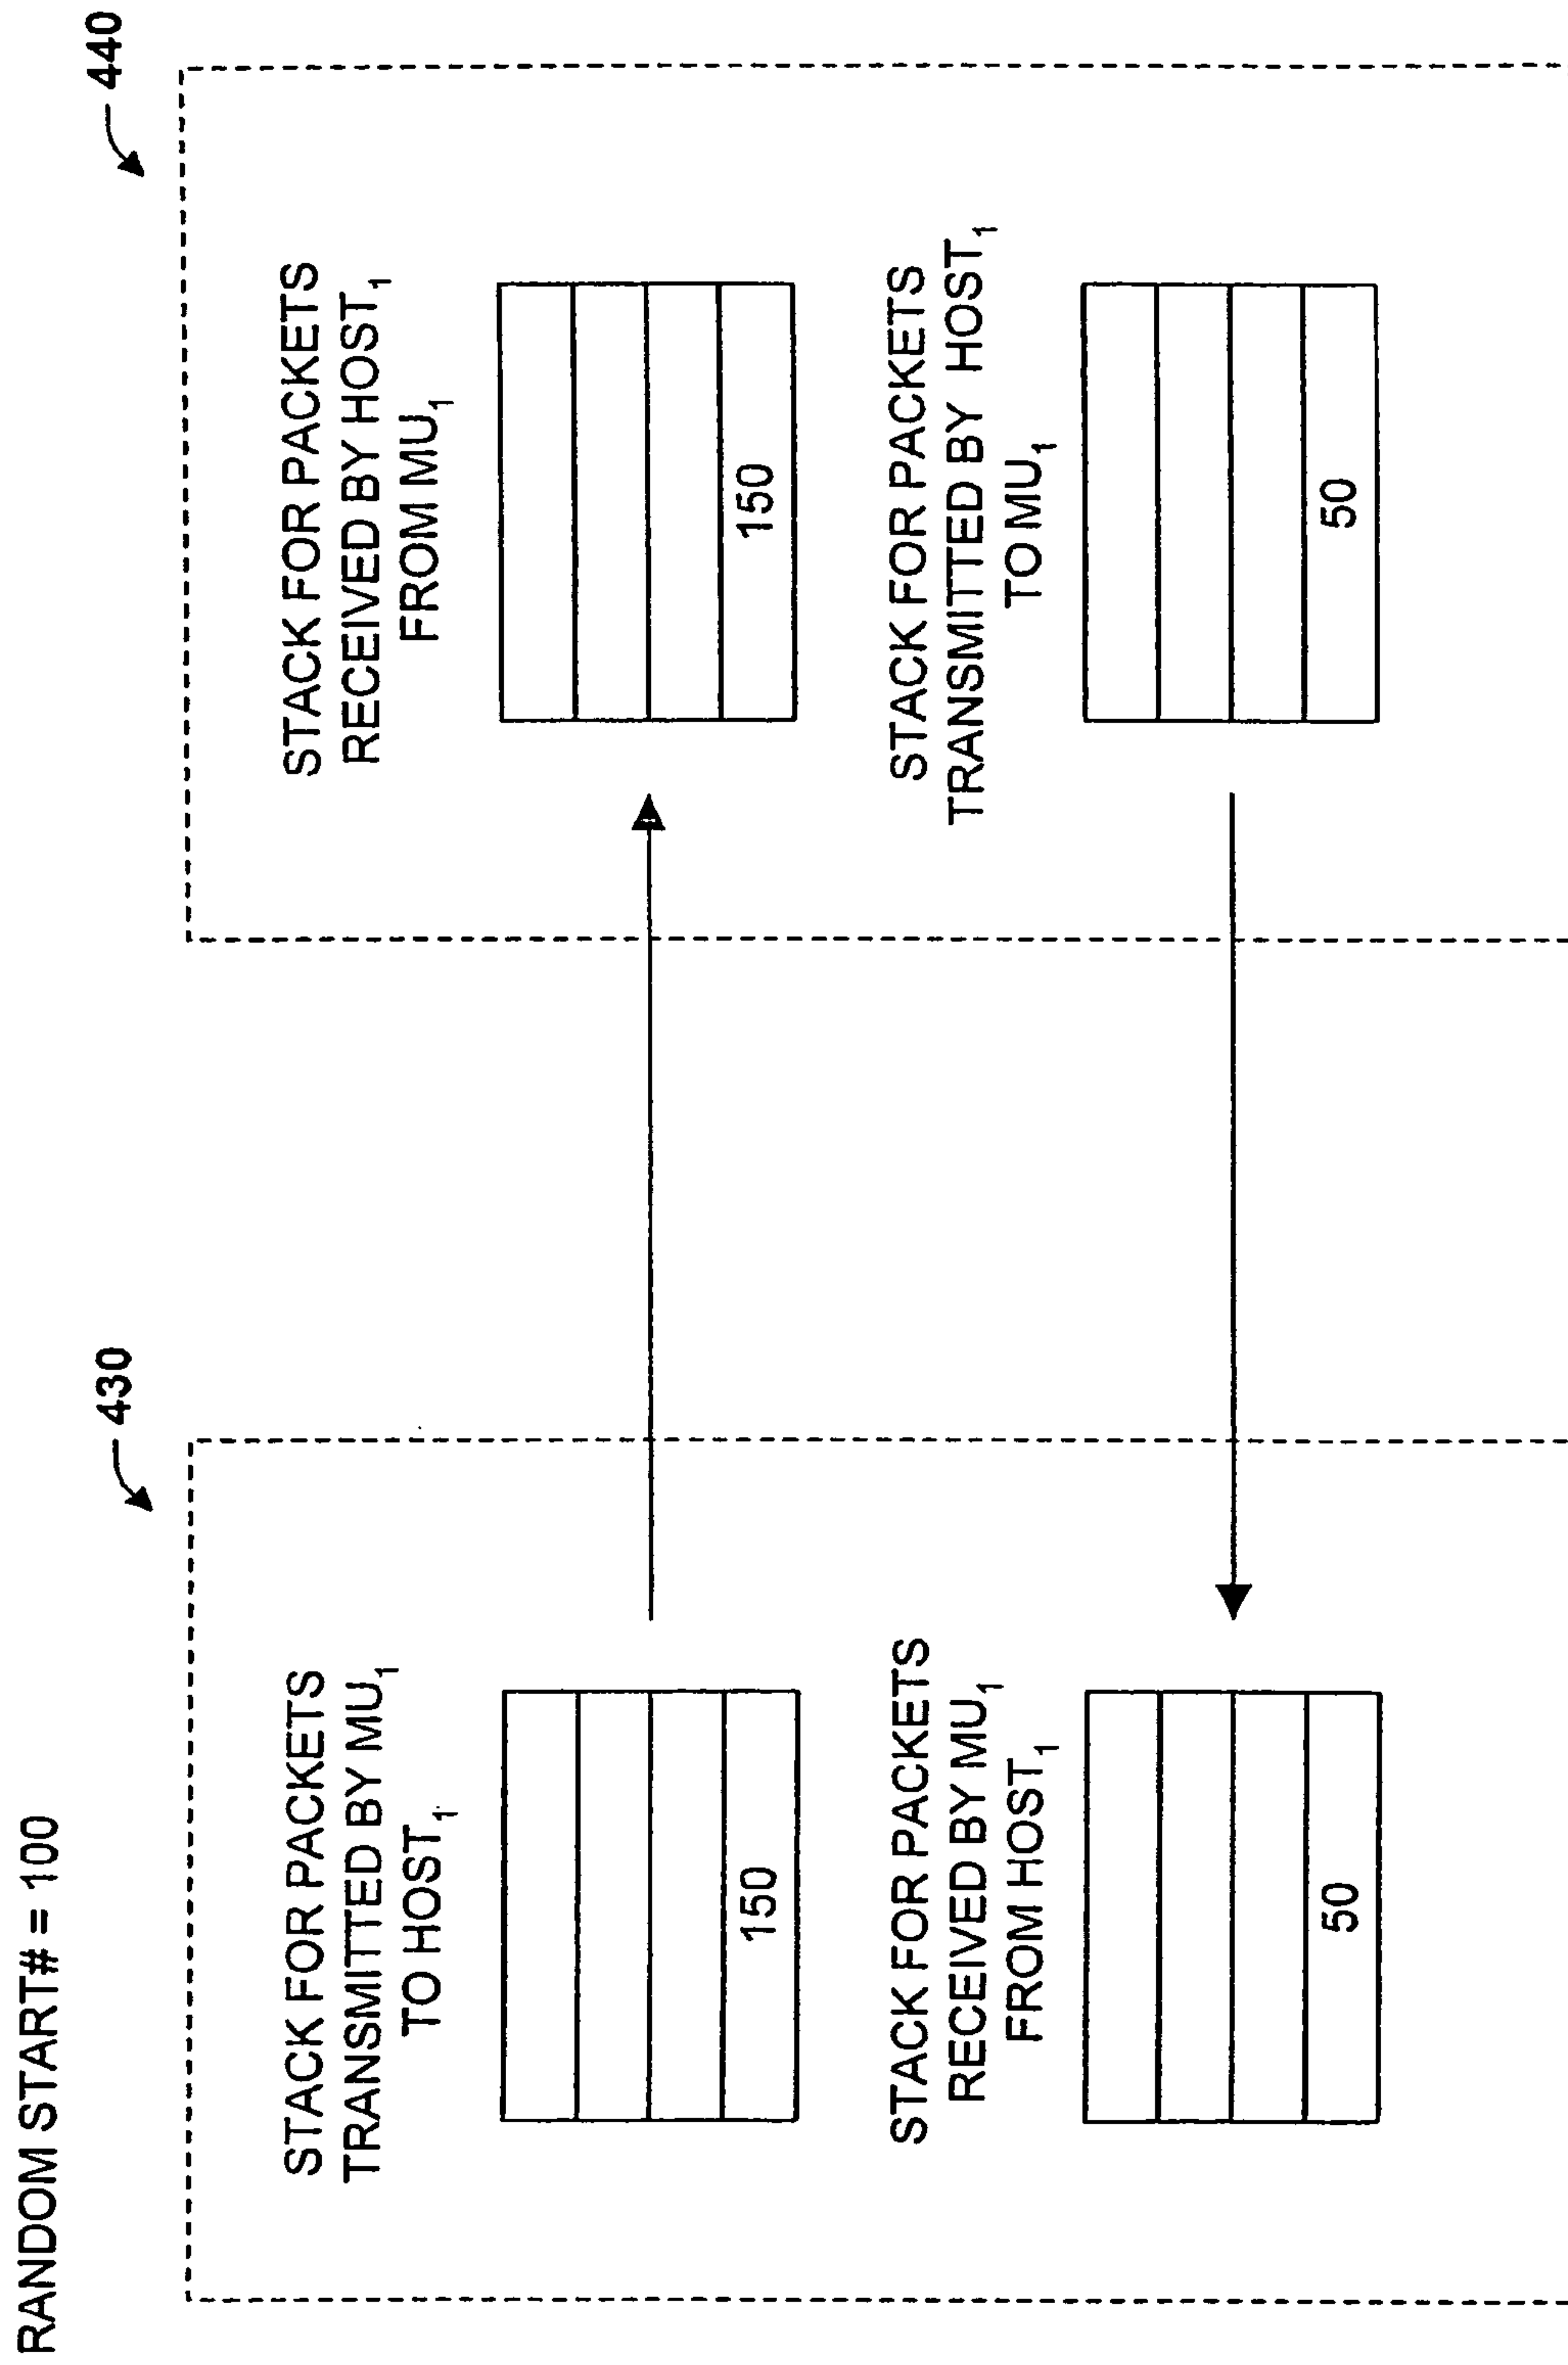 RANDOM START# = 100
430
440
STACK FOR PACKETS
TRANSMITTED BY MU₁
TO HOST₁
150
STACK FOR PACKETS
RECEIVED BY HOST₁
FROM MU₁
150
STACK FOR PACKETS
RECEIVED BY MU₁
FROM HOST₁
50
STACK FOR PACKETS
TRANSMITTED BY HOST₁
TO MU₁
50